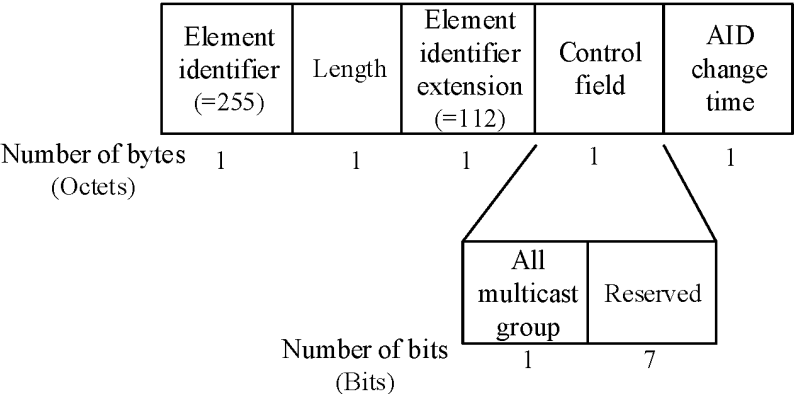 Element
identifier
(=255)
Length
Element
identifier
extension
(=112)
Control
field
AID
change
time
Number of bytes
(Octets)
1
1
1
1
1
All
multicast
group
Reserved
Number of bits
(Bits)
1
7